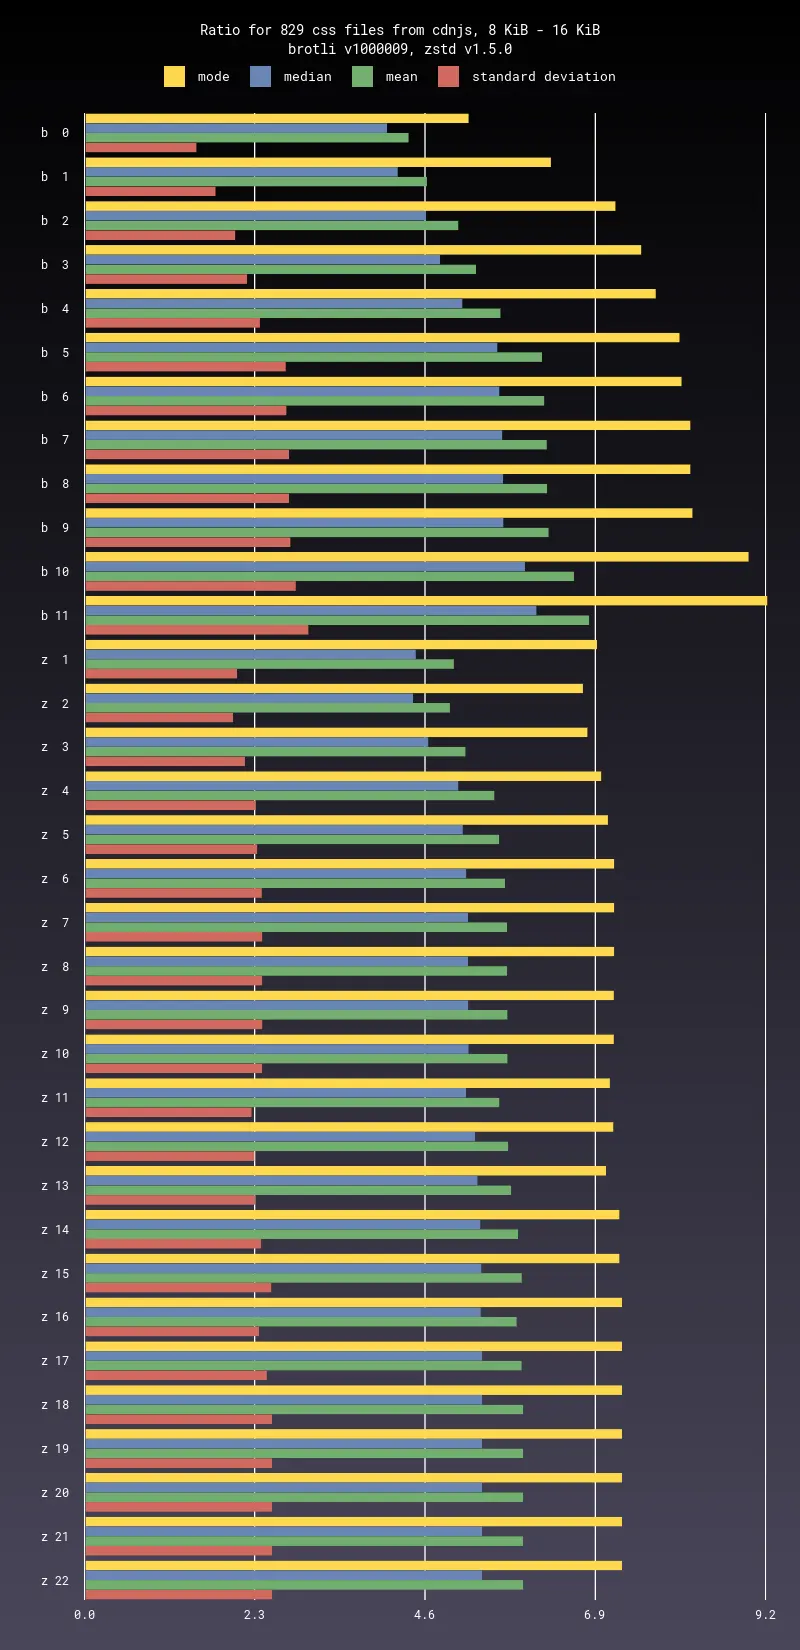 Ratio for 829 css files from cdnjs, 8 KiB - 16 KiB
brotli v1000009, zstd v1.5.0
mode median mean standard deviation
b  0
b  1
b  2
b  3
b  4
b  5
b  6
b  7
b  8
b  9
b 10
b 11
z  1
z  2
z  3
z  4
z  5
z  6
z  7
z  8
z  9
z 10
z 11
z 12
z 13
z 14
z 15
z 16
z 17
z 18
z 19
z 20
z 21
z 22
0.0 2.3 4.6 6.9 9.2